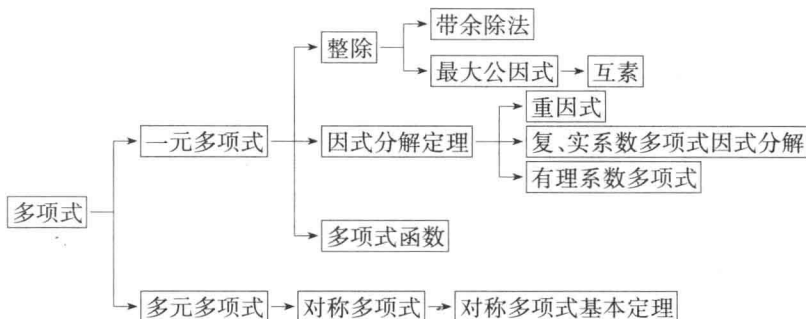 带余除法
整除
最大公因式
互素
重因式
一元多项式
因式分解定理
复、实系数多项式因式分解
有理系数多项式
多项式
多项式函数
多元多项式
对称多项式
对称多项式基本定理